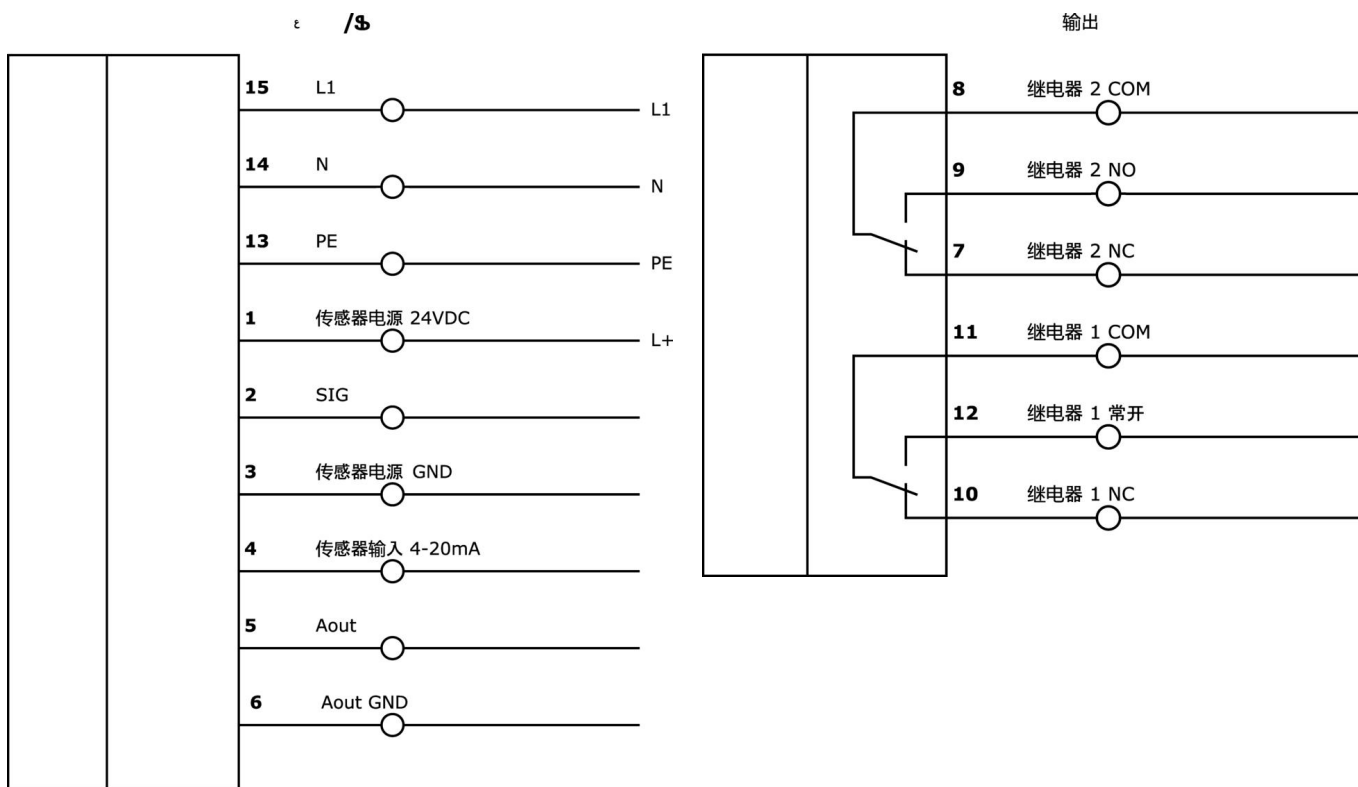 输出
15 L1
L1
14 N
N
13 PE
PE
1 传感器电源 24VDC
L+
2 SIG
3 传感器电源 GND
4 传感器输入 4-20mA
5 Aout
6 Aout GND
8 继电器 2 COM
9 继电器 2 NO
7 继电器 2 NC
11 继电器 1 COM
12 继电器 1 常开
10 继电器 1 NC